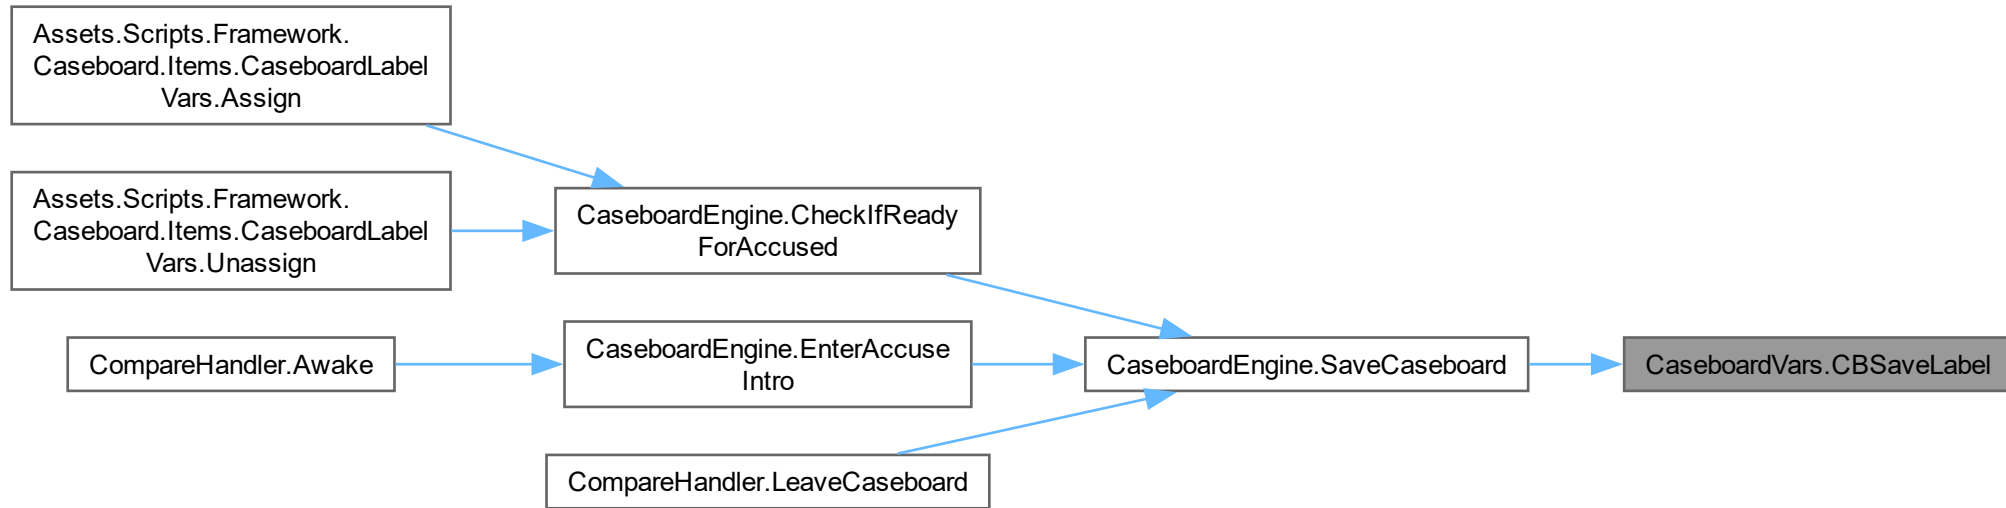 Assets.Scripts.Framework.
Caseboard.Items.CaseboardLabel
Vars.Assign
Assets.Scripts.Framework.
Caseboard.Items.CaseboardLabel
Vars.Unassign
CaseboardEngine.CheckIfReady
ForAccused
CompareHandler.Awake
CaseboardEngine.EnterAccuse
Intro
CaseboardEngine.SaveCaseboard
CaseboardVars.CBSaveLabel
CompareHandler.LeaveCaseboard